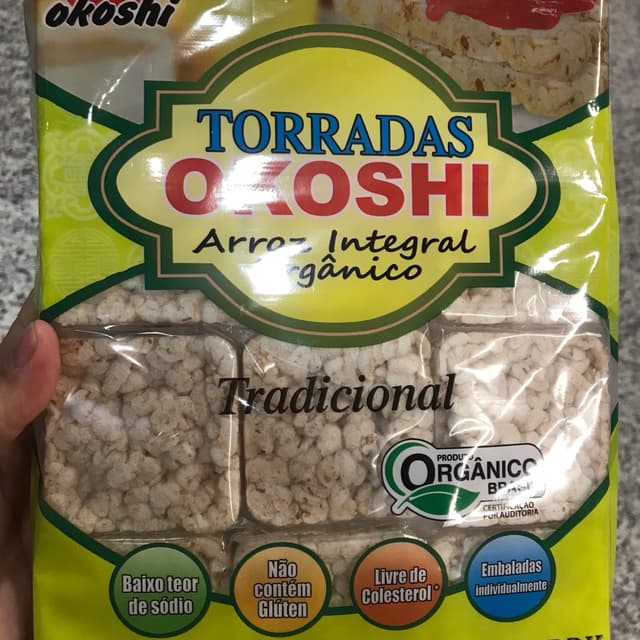 okoshi
TORRADAS
OKOSHI
Arroz Integral
Orgânico
Tradicional
PRODUTO
ORGÂNICO
BRASIL
CERTIFICAÇÃO
POR AUDITORIA
Baixo teor
de sódio
Não
contém
Glúten
Livre de
Colesterol
Embaladas
individualmente